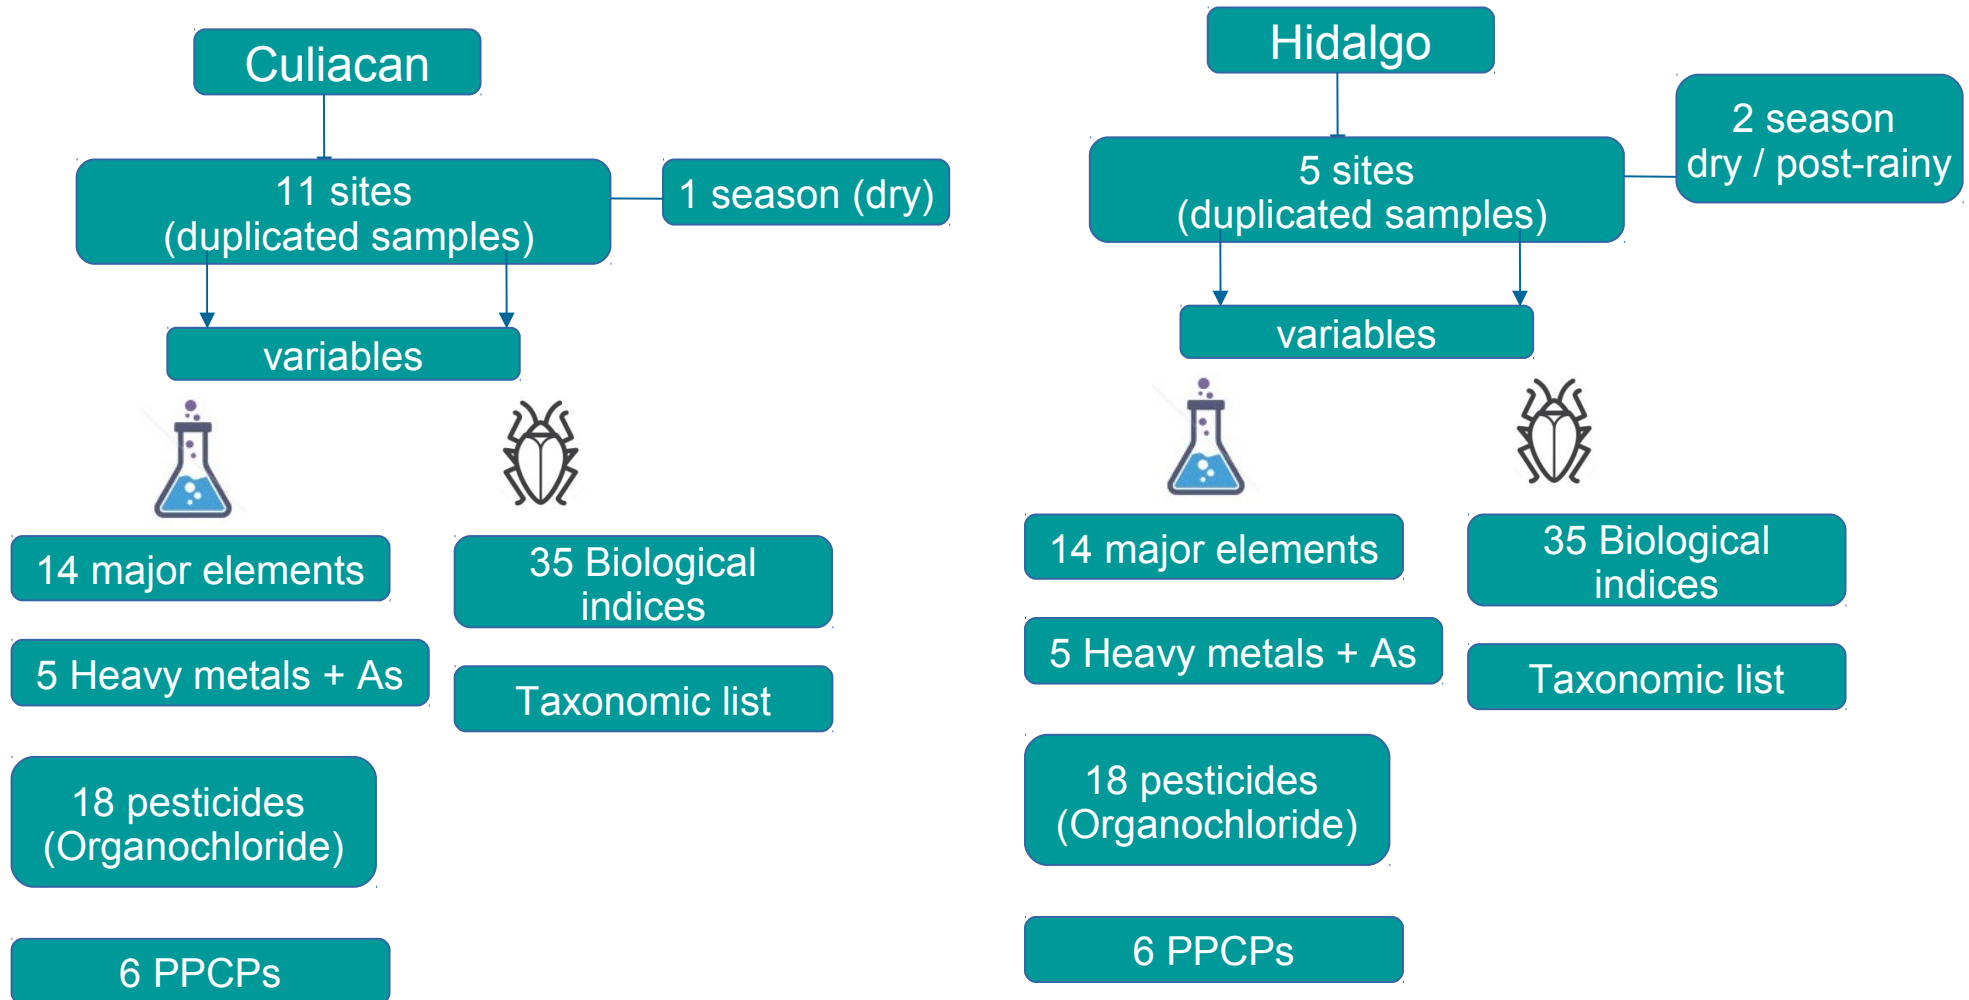 Culiacan
11 sites
(duplicated samples)
1 season (dry)
variables
14 major elements
5 Heavy metals + As
18 pesticides
(Organochloride)
6 PPCPs
35 Biological
indices
Taxonomic list
Hidalgo
5 sites
(duplicated samples)
2 season
dry / post-rainy
variables
14 major elements
5 Heavy metals + As
18 pesticides
(Organochloride)
6 PPCPs
35 Biological
indices
Taxonomic list